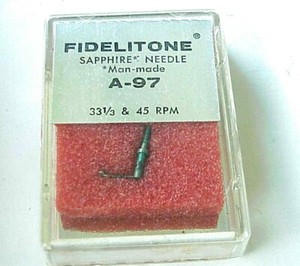 FIDELITONE®
SAPPHIRE* NEEDLE
*Man-made
A-97
33⅓ & 45 RPM